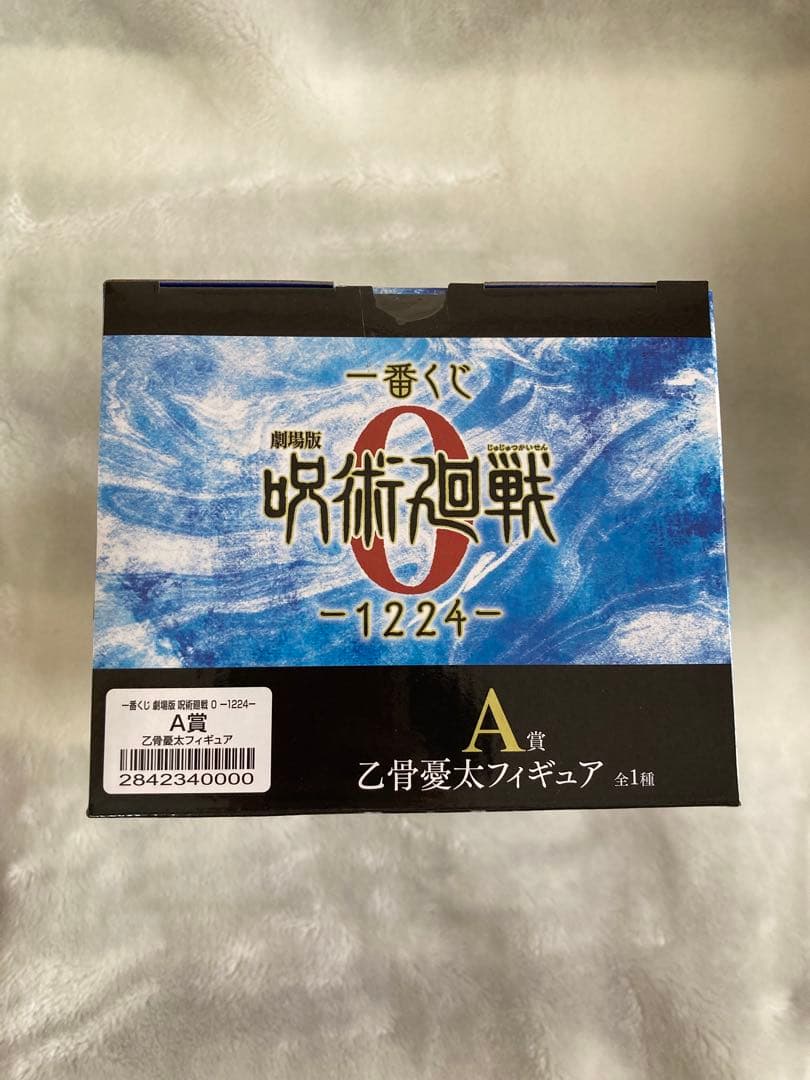 一番くじ
劇場版
じゅじゅつかいせん
呪術廻戦
0
-1224-
A賞
乙骨憂太フィギュア 全1種
一番くじ 劇場版 呪術廻戦 0 -1224-
A賞
乙骨憂太フィギュア
2842340000